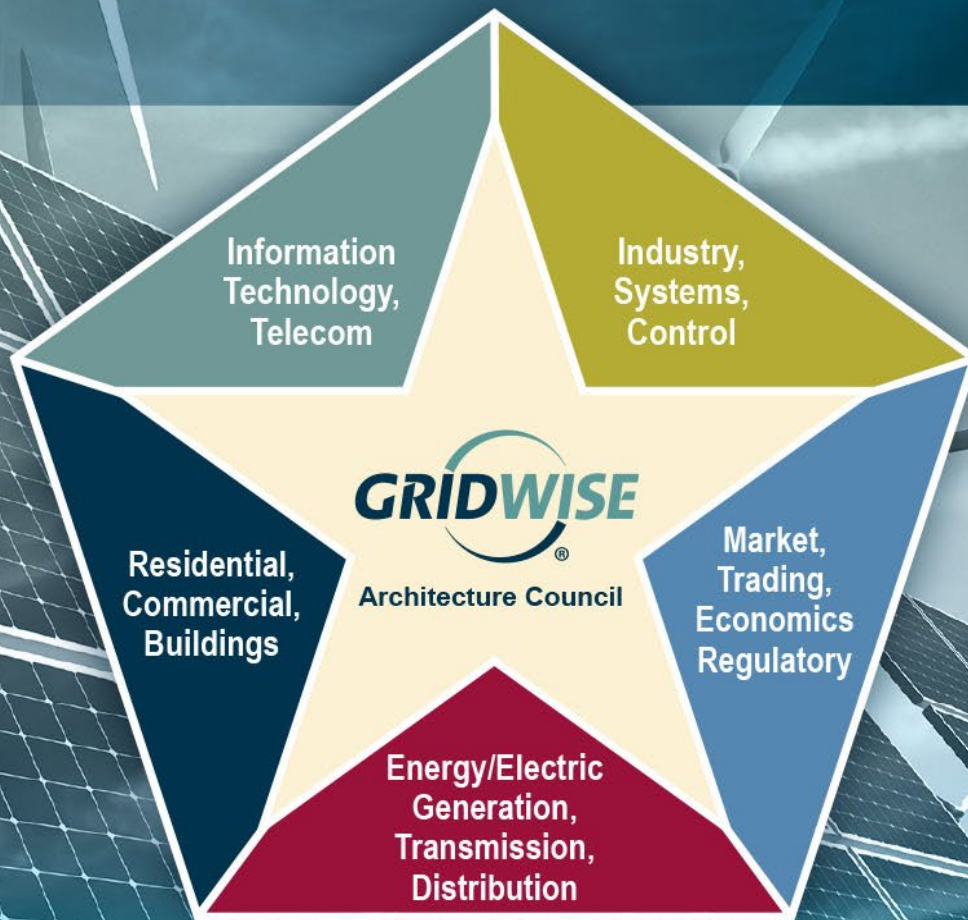 Information
Technology,
Telecom
Industry,
Systems,
Control
GRIDWISE
®
Architecture Council
Residential,
Commercial,
Buildings
Market,
Trading,
Economics
Regulatory
Energy/Electric
Generation,
Transmission,
Distribution